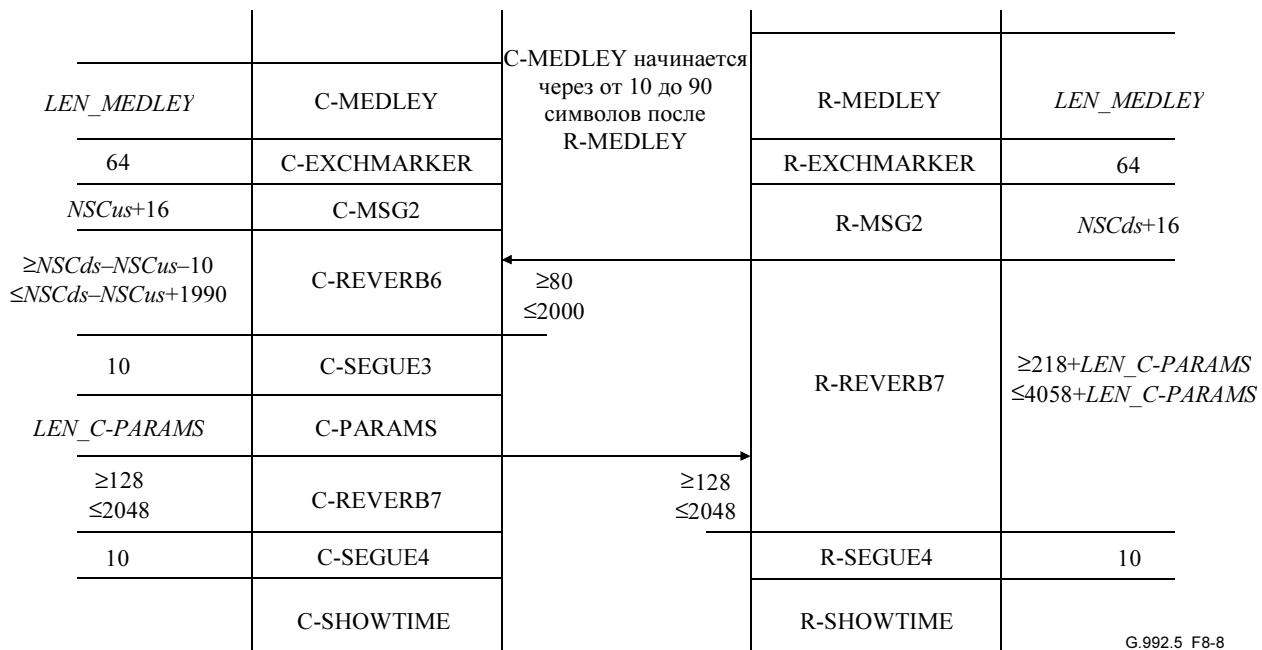 C-MEDLEY начинается
через от 10 до 90
символов после
R-MEDLEY
LEN_MEDLEY
C-MEDLEY
R-MEDLEY
LEN_MEDLEY
64
C-EXCHMARKER
R-EXCHMARKER
64
NSCus+16
C-MSG2
R-MSG2
NSCds+16
≥NSCds–NSCus–10
≤NSCds–NSCus+1990
C-REVERB6
≥80
≤2000
10
C-SEGUE3
R-REVERB7
≥218+LEN_C-PARAMS
≤4058+LEN_C-PARAMS
LEN_C-PARAMS
C-PARAMS
≥128
≤2048
C-REVERB7
≥128
≤2048
10
C-SEGUE4
R-SEGUE4
10
C-SHOWTIME
R-SHOWTIME
G.992.5_F8-8